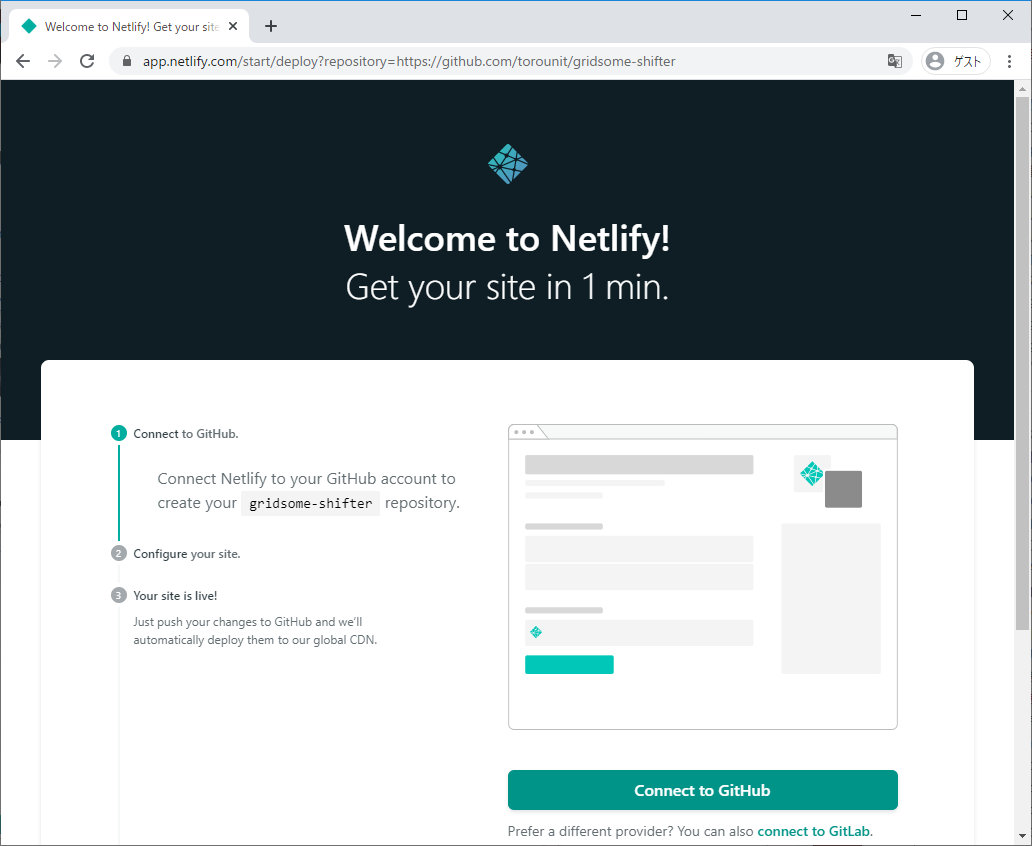 Welcome to Netlify! Get your site
app.netlify.com/start/deploy?repository=https://github.com/torounit/gridsome-shifter
ゲスト
Welcome to Netlify!
Get your site in 1 min.
1 Connect to GitHub.
Connect Netlify to your GitHub account to
create your gridsome-shifter repository.
2 Configure your site.
3 Your site is live!
Just push your changes to GitHub and we'll
automatically deploy them to our global CDN.
Connect to GitHub
Prefer a different provider? You can also connect to GitLab.